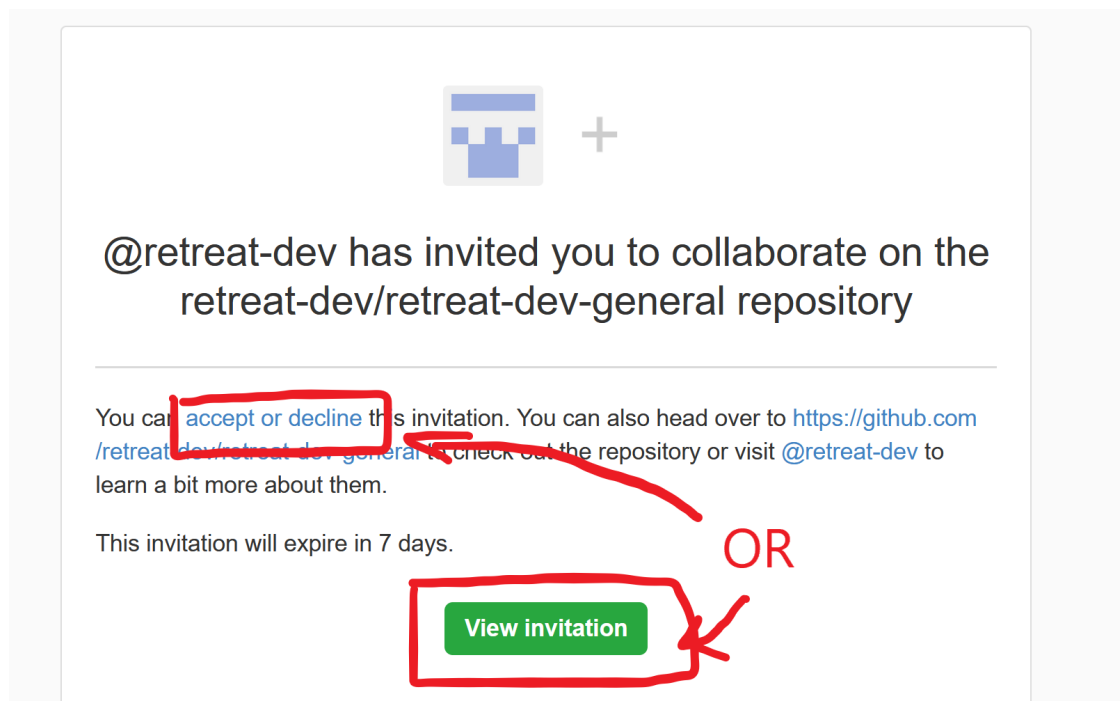 @retreat-dev has invited you to collaborate on the
retreat-dev/retreat-dev-general repository
You can accept or decline this invitation. You can also head over to https://github.com
/retreat-dev/retreat-dev-general to check out the repository or visit @retreat-dev to
learn a bit more about them.
This invitation will expire in 7 days.
OR
View invitation